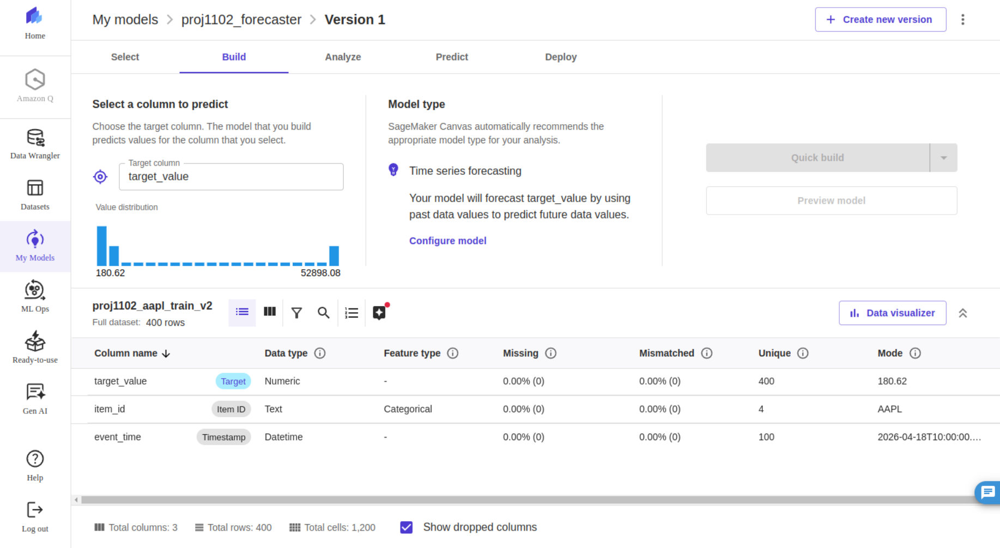 Home
Amazon Q
Data Wrangler
Datasets
My Models
ML Ops
Ready-to-use
Gen AI
Help
Log out
My models > proj1102_forecaster > Version 1
+ Create new version
Select Build Analyze Predict Deploy
Select a column to predict
Choose the target column. The model that you build
predicts values for the column that you select.
Target column
target_value
Value distribution
180.62 52898.08
Model type
SageMaker Canvas automatically recommends the
appropriate model type for your analysis.
Time series forecasting
Your model will forecast target_value by using
past data values to predict future data values.
Configure model
Quick build
Preview model
proj1102_aapl_train_v2
Full dataset: 400 rows
Data visualizer
Column name Data type Feature type Missing Mismatched Unique Mode
target_value Target Numeric - 0.00% (0) 0.00% (0) 400 180.62
item_id Item ID Text Categorical 0.00% (0) 0.00% (0) 4 AAPL
event_time Timestamp Datetime - 0.00% (0) 0.00% (0) 100 2026-04-18T10:00:00....
Total columns: 3 Total rows: 400 Total cells: 1,200 Show dropped columns